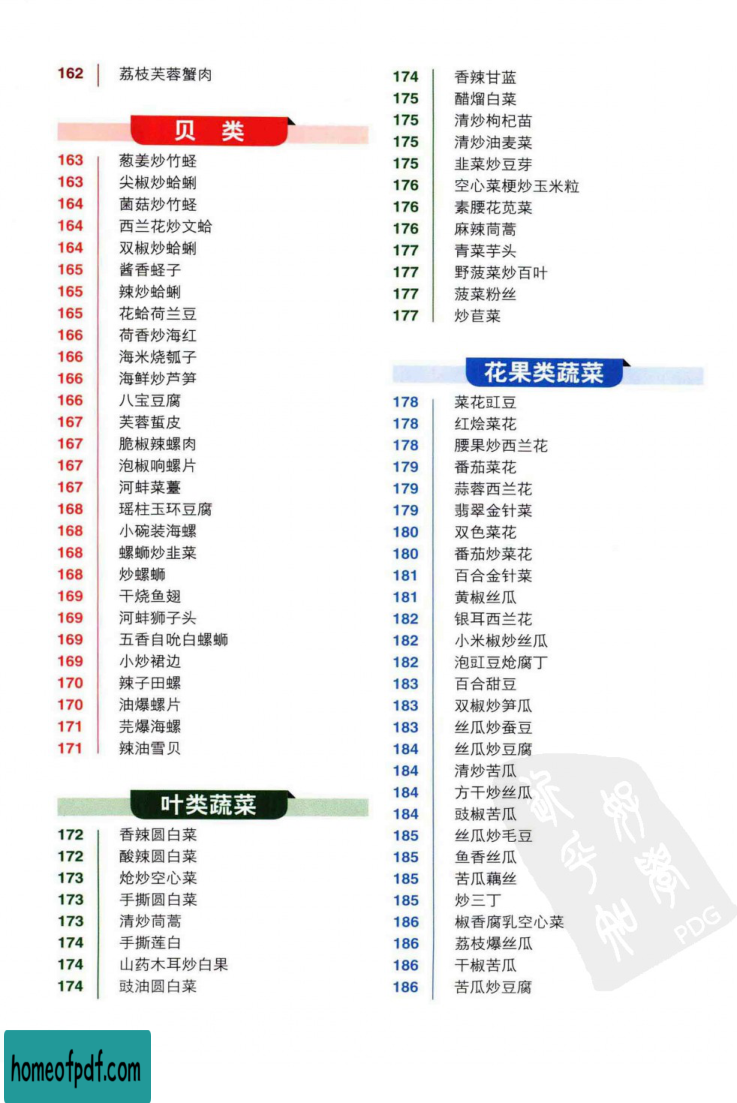 162 荔枝芙蓉蟹肉
贝 类
163 葱姜炒竹蛏
163 尖椒炒蛤蜊
164 菌菇炒竹蛏
164 西兰花炒文蛤
164 双椒炒蛤蜊
165 酱香蛏子
165 辣炒蛤蜊
165 花蛤荷兰豆
166 荷香炒海红
166 海米烧瓠子
166 海鲜炒芦笋
166 八宝豆腐
167 芙蓉蜇皮
167 脆椒辣螺肉
167 泡椒响螺片
167 河蚌菜薹
168 瑶柱玉环豆腐
168 小碗装海螺
168 螺蛳炒韭菜
168 炒螺蛳
169 干烧鱼翅
169 河蚌狮子头
169 五香自吮白螺蛳
169 小炒裙边
170 辣子田螺
170 油爆螺片
171 芫爆海螺
171 辣油雪贝
叶类蔬菜
172 香辣圆白菜
172 酸辣圆白菜
173 炝炒空心菜
173 手撕圆白菜
173 清炒茼蒿
174 手撕莲白
174 山药木耳炒白果
174 豉油圆白菜
174 香辣甘蓝
175 醋熘白菜
175 清炒枸杞苗
175 清炒油麦菜
175 韭菜炒豆芽
176 空心菜梗炒玉米粒
176 素腰花苋菜
176 麻辣茼蒿
177 青菜芋头
177 野菠菜炒百叶
177 菠菜粉丝
177 炒苣菜
花果类蔬菜
178 菜花豇豆
178 红烩菜花
178 腰果炒西兰花
179 番茄菜花
179 蒜蓉西兰花
179 翡翠金针菜
180 双色菜花
180 番茄炒菜花
181 百合金针菜
181 黄椒丝瓜
182 银耳西兰花
182 小米椒炒丝瓜
182 泡豇豆炝腐丁
183 百合甜豆
183 双椒炒笋瓜
183 丝瓜炒蚕豆
184 丝瓜炒豆腐
184 清炒苦瓜
184 方干炒丝瓜
184 豉椒苦瓜
185 丝瓜炒毛豆
185 鱼香丝瓜
185 苦瓜藕丝
185 炒三丁
186 椒香腐乳空心菜
186 荔枝爆丝瓜
186 干椒苦瓜
186 苦瓜炒豆腐
PDG
homeofpdf.com